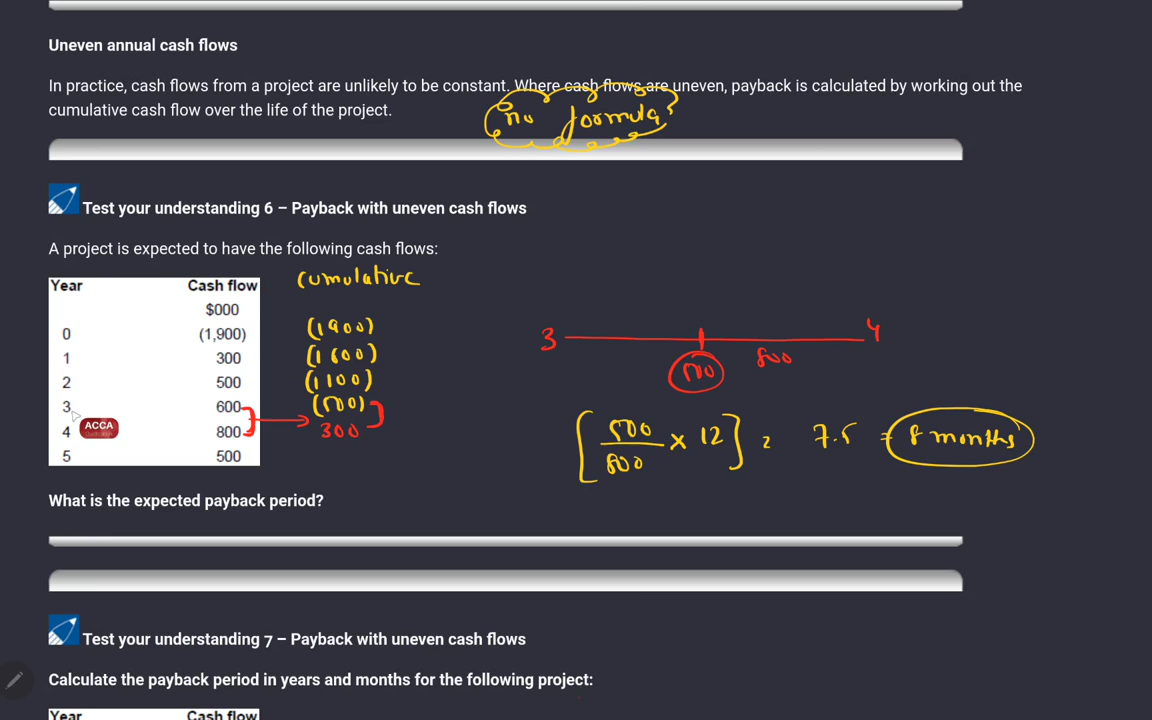 Uneven annual cash flows
In practice, cash flows from a project are unlikely to be constant. Where cash flows are uneven, payback is calculated by working out the
cumulative cash flow over the life of the project.
no formula?
Test your understanding 6 – Payback with uneven cash flows
A project is expected to have the following cash flows:
cumulative
Year Cash flow
$000
0 (1,900) (1900)
1 300 (1600)
2 500 (1100)
3 600 (500)
4 800 300
5 500
ACCA
3 4
500 800
[500/800 × 12] = 7.5 = 8 months
What is the expected payback period?
Test your understanding 7 – Payback with uneven cash flows
Calculate the payback period in years and months for the following project:
Year Cash flow